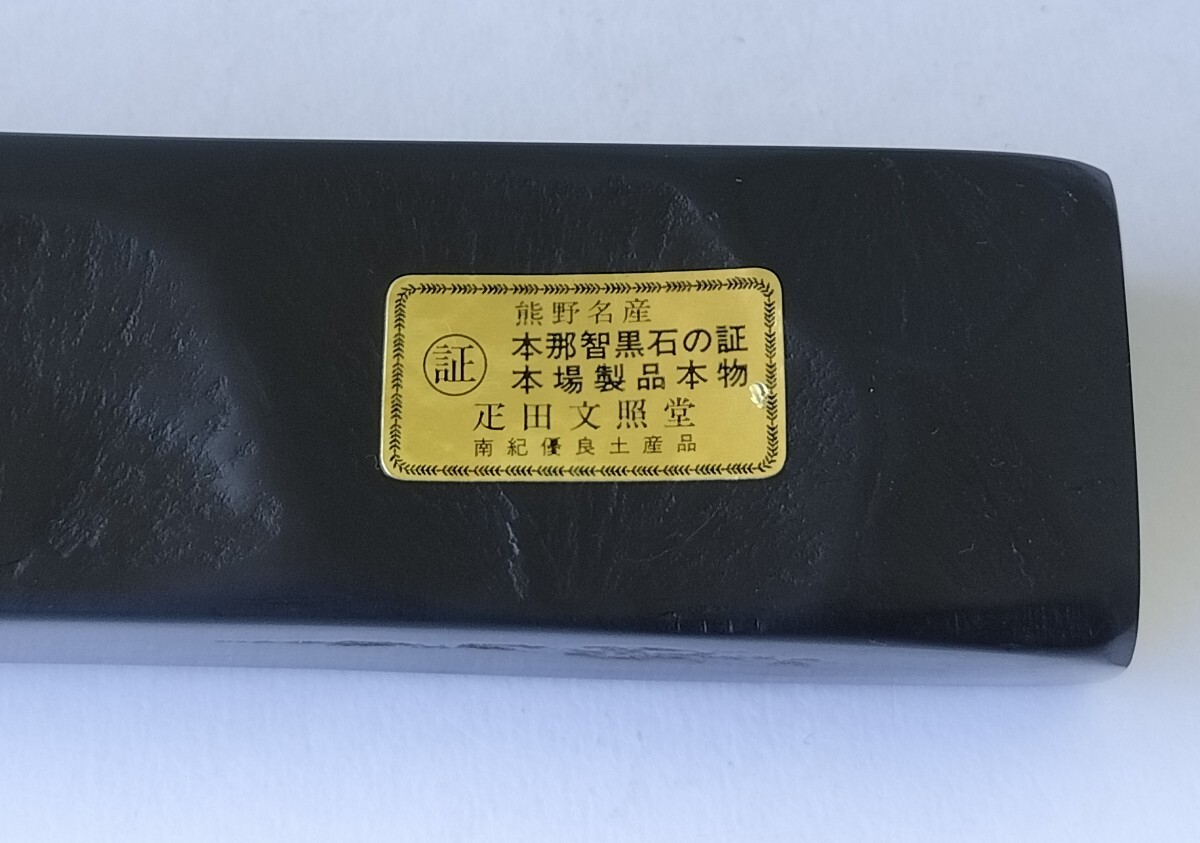 熊野名産
証
本那智黒石の証
本場製品本物
疋田文照堂
南紀優良土産品